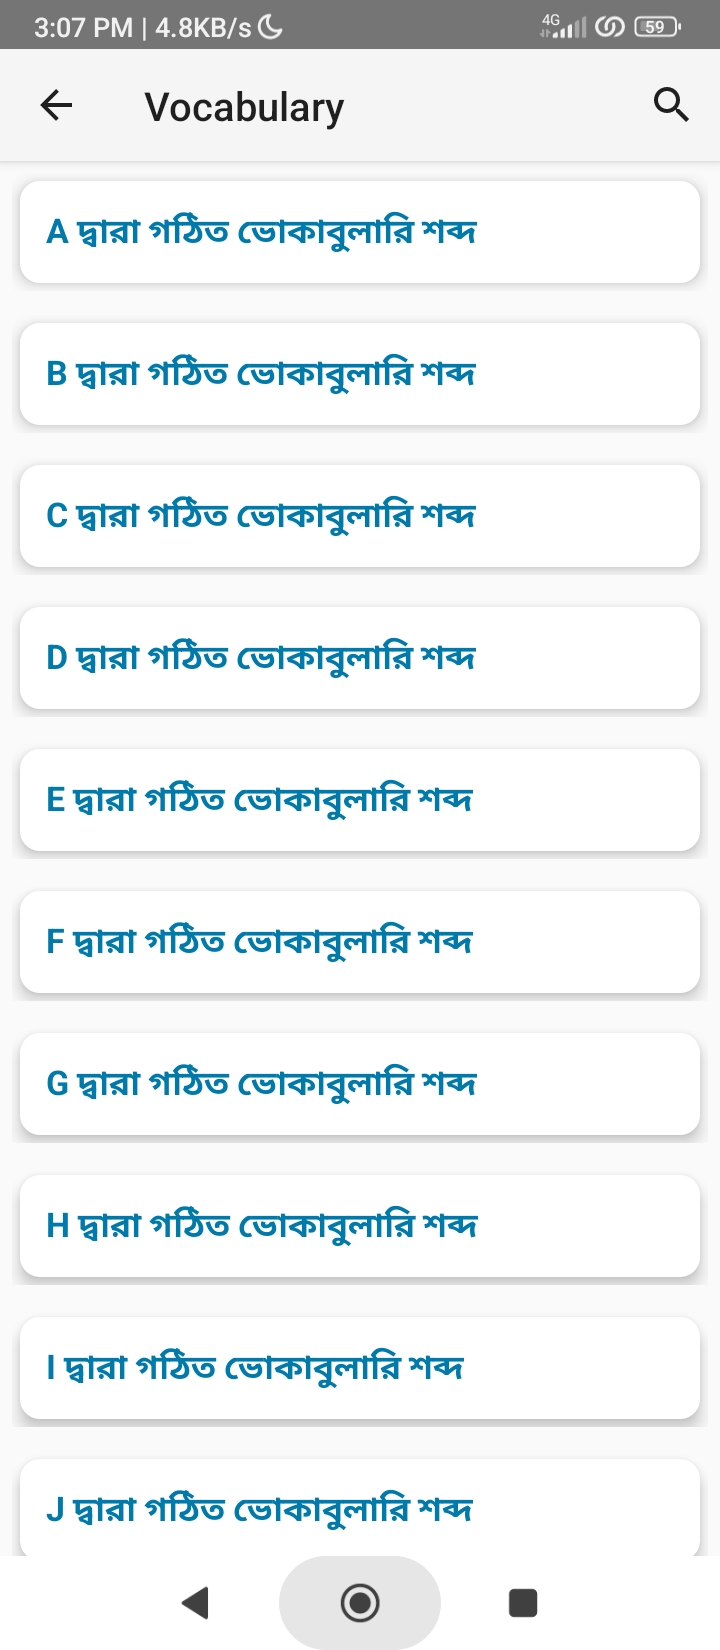 3:07 PM | 4.8KB/s 4G 59
Vocabulary
A দ্বারা গঠিত ভোকাবুলারি শব্দ
B দ্বারা গঠিত ভোকাবুলারি শব্দ
C দ্বারা গঠিত ভোকাবুলারি শব্দ
D দ্বারা গঠিত ভোকাবুলারি শব্দ
E দ্বারা গঠিত ভোকাবুলারি শব্দ
F দ্বারা গঠিত ভোকাবুলারি শব্দ
G দ্বারা গঠিত ভোকাবুলারি শব্দ
H দ্বারা গঠিত ভোকাবুলারি শব্দ
I দ্বারা গঠিত ভোকাবুলারি শব্দ
J দ্বারা গঠিত ভোকাবুলারি শব্দ